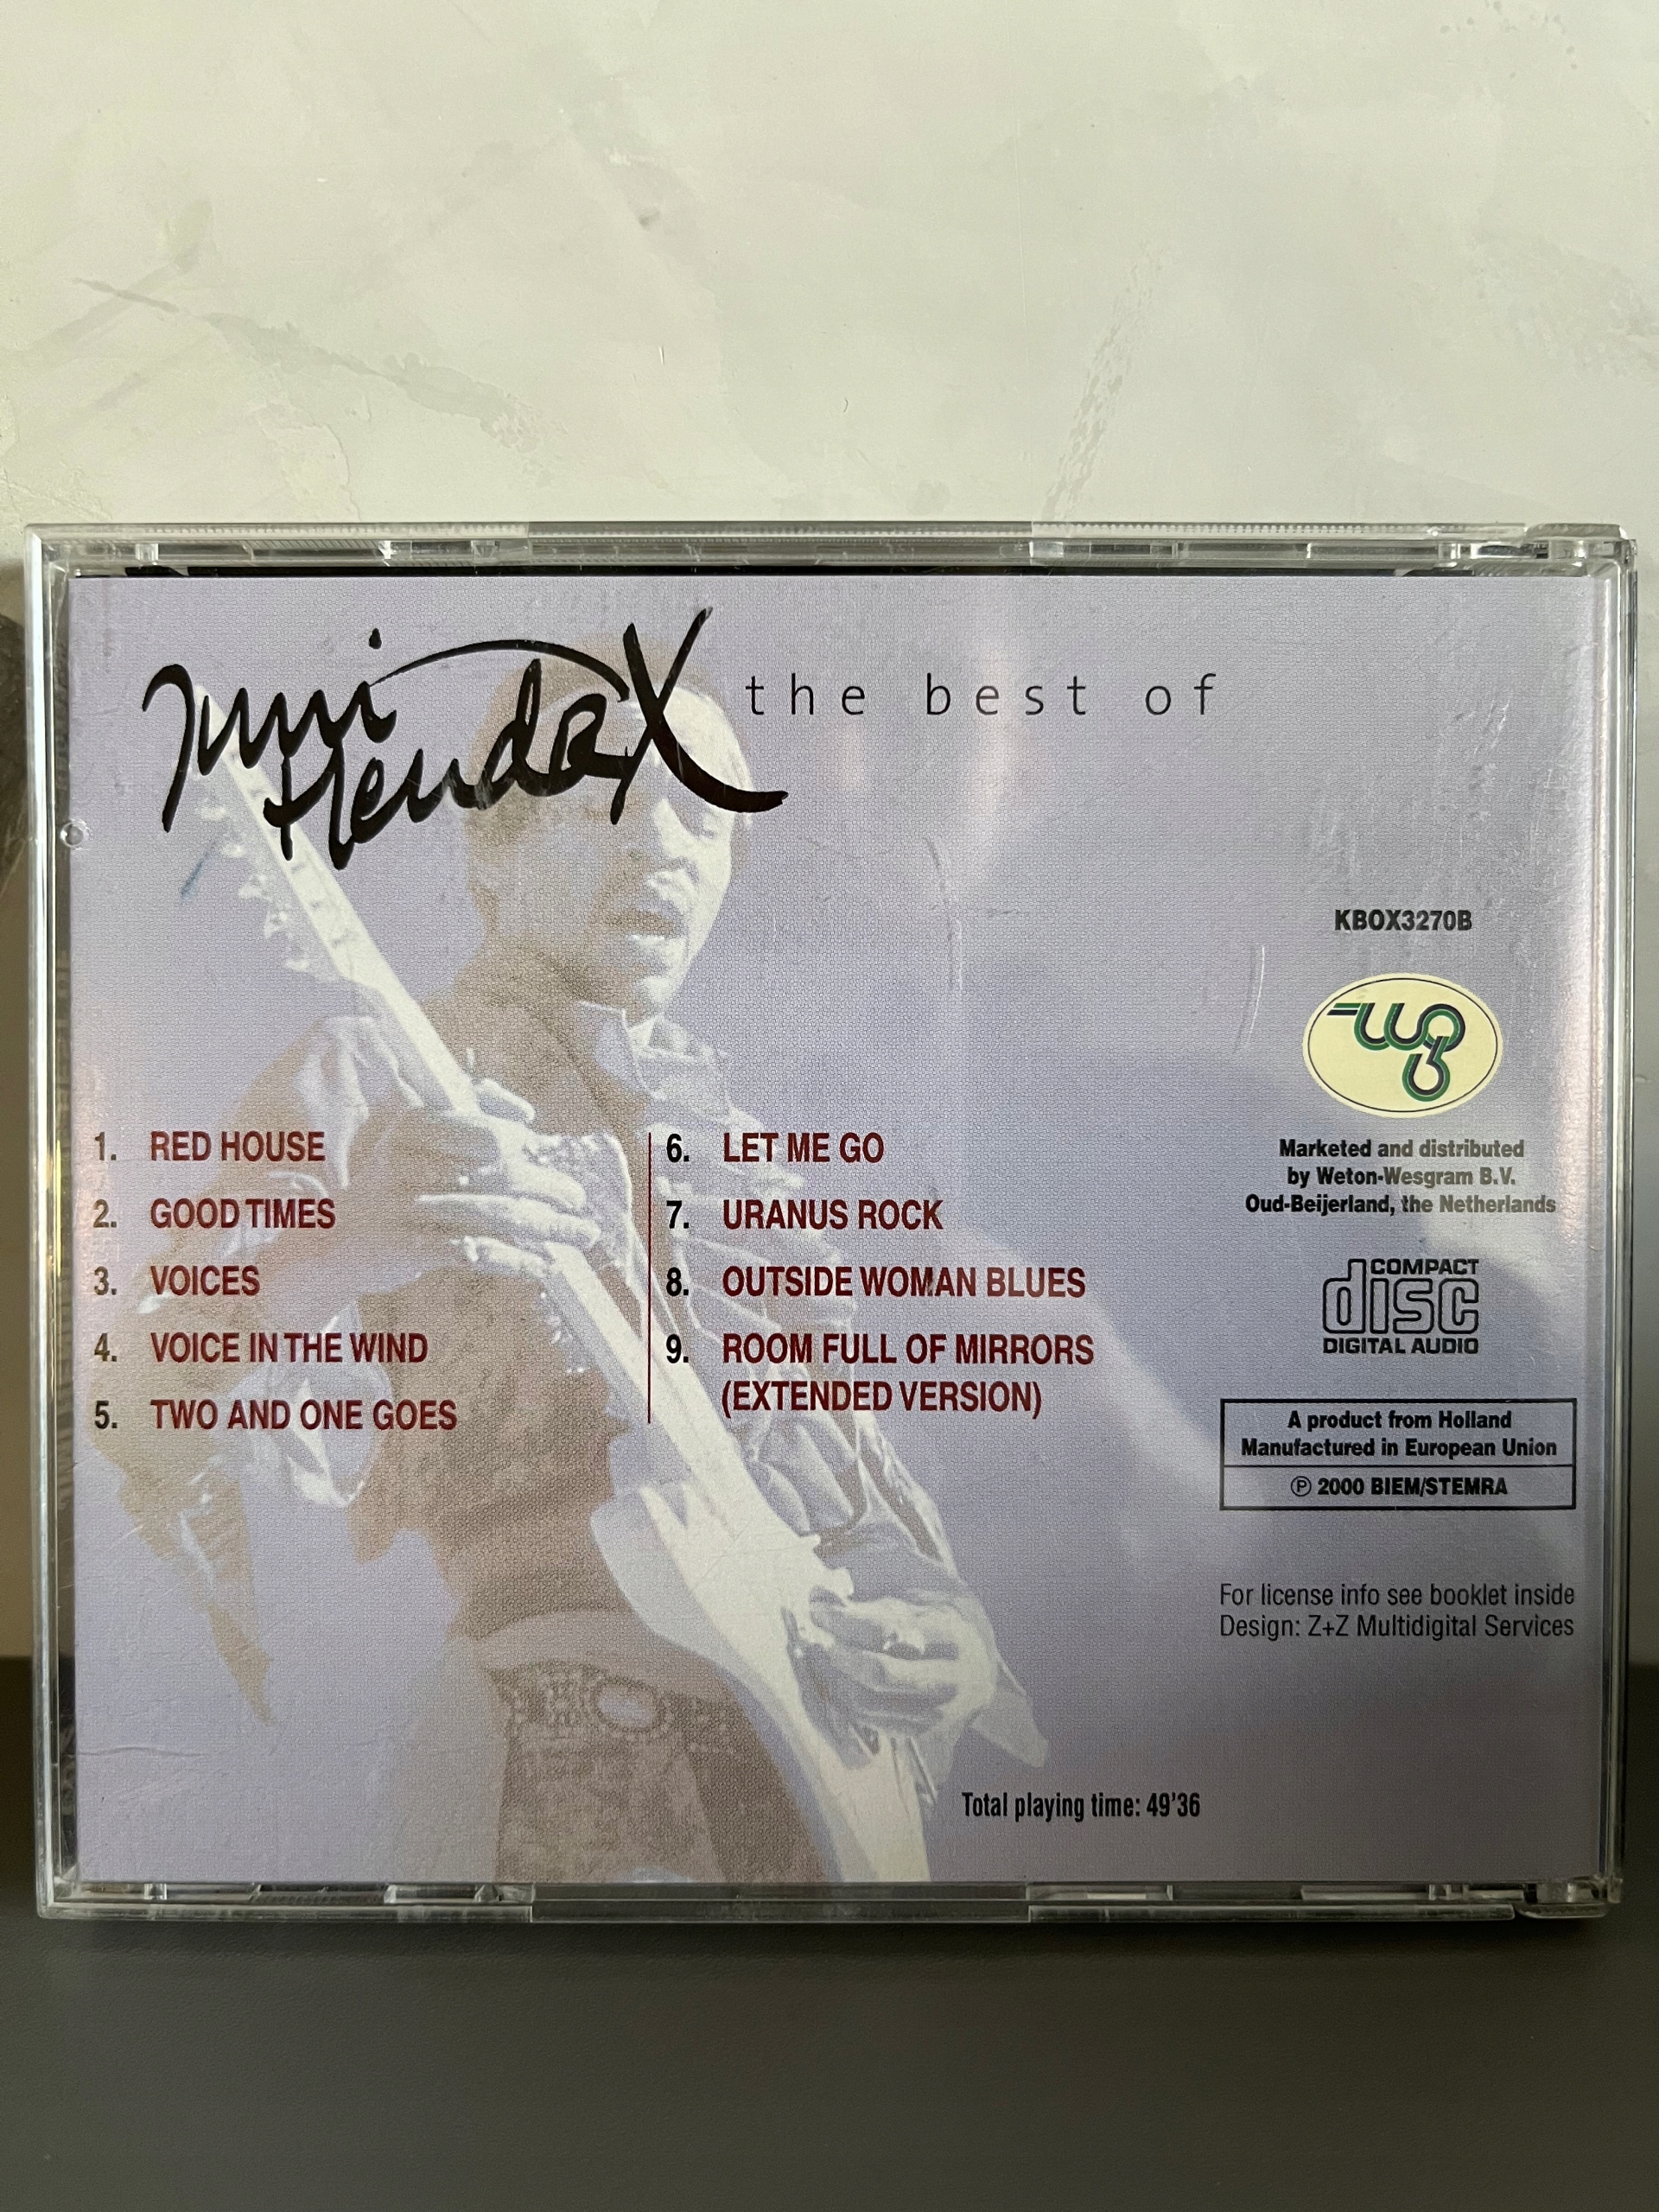 Jimi
Hendrix
the best of
KBOX3270B
wg
Marketed and distributed
by Weton-Wesgram B.V.
Oud-Beijerland, the Netherlands
1. RED HOUSE
2. GOOD TIMES
3. VOICES
4. VOICE IN THE WIND
5. TWO AND ONE GOES
6. LET ME GO
7. URANUS ROCK
8. OUTSIDE WOMAN BLUES
9. ROOM FULL OF MIRRORS
(EXTENDED VERSION)
COMPACT
disc
DIGITAL AUDIO
A product from Holland
Manufactured in European Union
℗ 2000 BIEM/STEMRA
For license info see booklet inside
Design: Z+Z Multidigital Services
Total playing time: 49'36